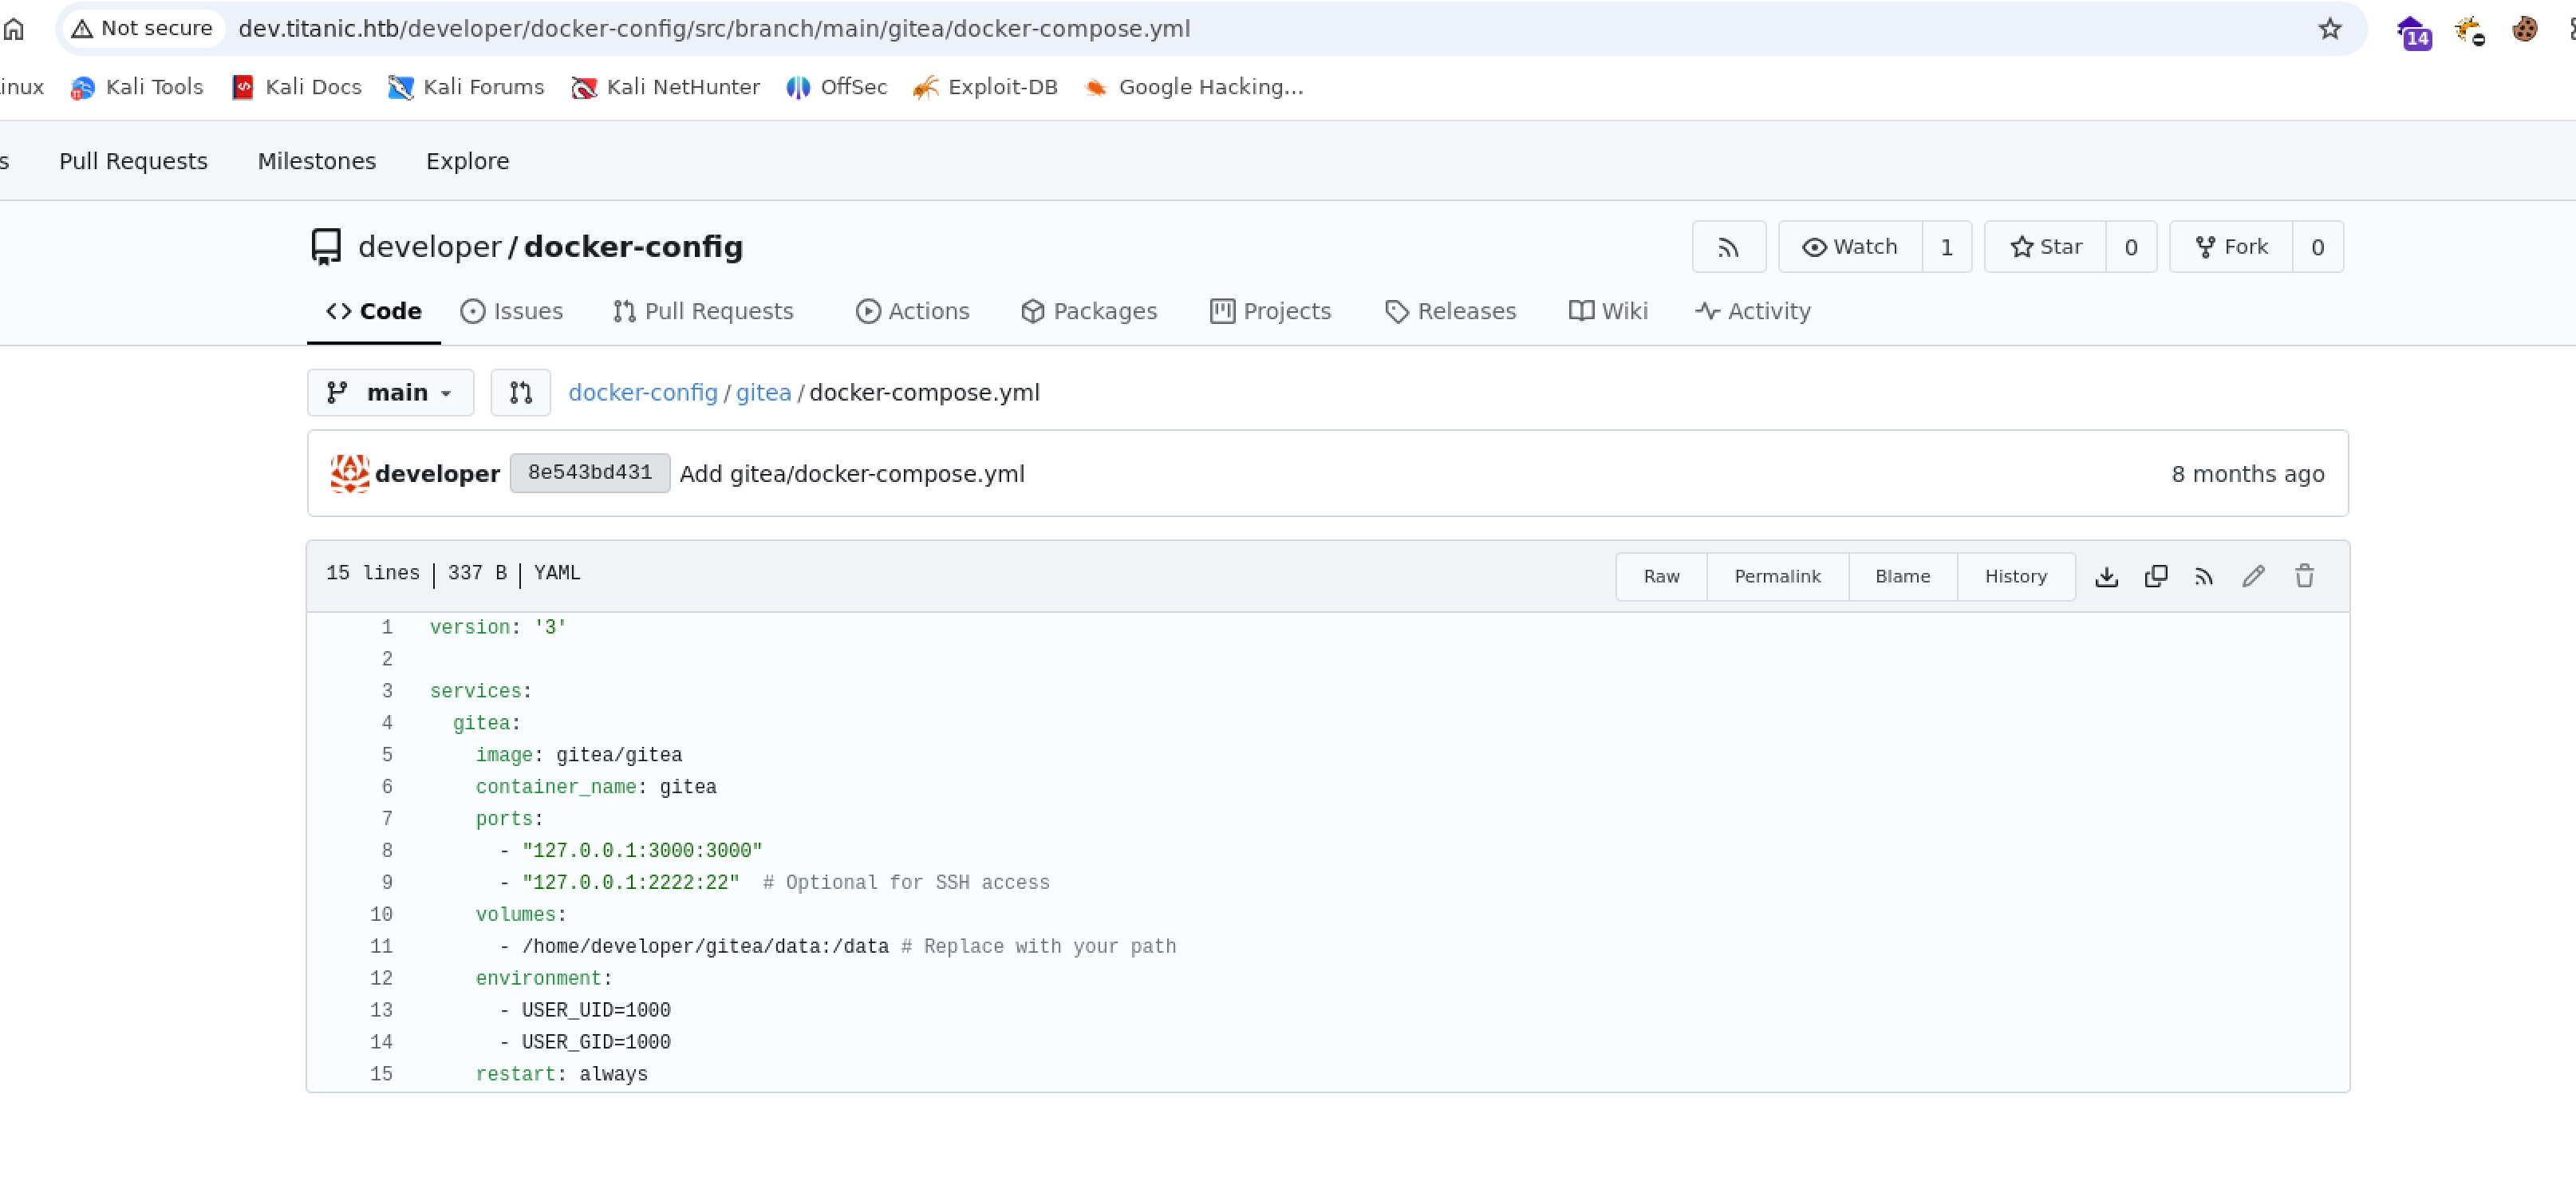 Not secure dev.titanic.htb/developer/docker-config/src/branch/main/gitea/docker-compose.yml 14
inux Kali Tools Kali Docs Kali Forums Kali NetHunter OffSec Exploit-DB Google Hacking...
s Pull Requests Milestones Explore
developer / docker-config Watch 1 Star 0 Fork 0
<> Code Issues Pull Requests Actions Packages Projects Releases Wiki Activity
main docker-config / gitea / docker-compose.yml
developer 8e543bd431 Add gitea/docker-compose.yml 8 months ago
15 lines | 337 B | YAML Raw Permalink Blame History
1 version: '3'
2
3 services:
4   gitea:
5     image: gitea/gitea
6     container_name: gitea
7     ports:
8       - "127.0.0.1:3000:3000"
9       - "127.0.0.1:2222:22"  # Optional for SSH access
10     volumes:
11       - /home/developer/gitea/data:/data # Replace with your path
12     environment:
13       - USER_UID=1000
14       - USER_GID=1000
15     restart: always